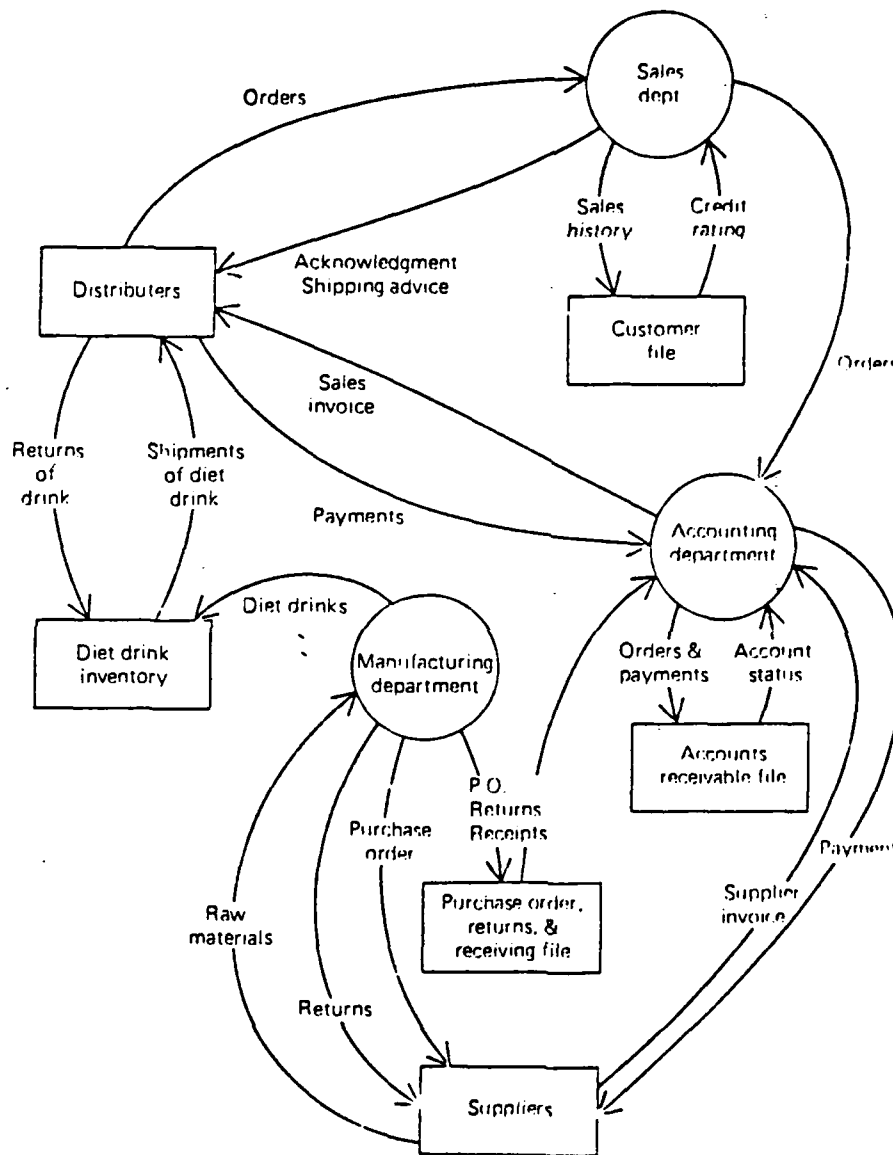 Sales
dept
Orders
Sales
history
Credit
rating
Acknowledgment
Shipping advice
Distributers
Customer
file
Orders
Sales
invoice
Returns
of
drink
Shipments
of diet
drink
Payments
Accounting
department
Diet drinks
Diet drink
inventory
Manufacturing
department
Orders &
payments
Account
status
Accounts
receivable file
P.O.
Returns
Receipts
Purchase
order
Payment
Raw
materials
Purchase order,
returns, &
receiving file
Supplier
invoice
Returns
Suppliers